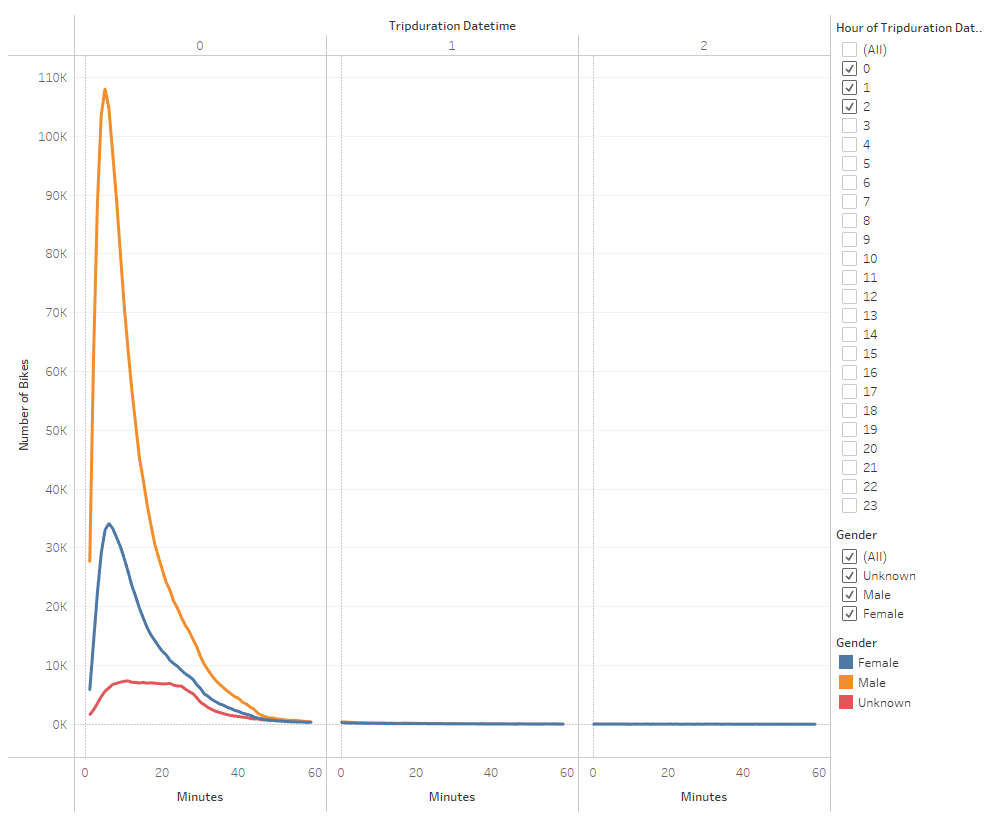 Tripduration Datetime
0
1
2
110K
100K
90K
80K
70K
60K
50K
40K
30K
20K
10K
0K
Number of Bikes
0 20 40 60
0 20 40 60
0 20 40 60
Minutes
Minutes
Minutes
Hour of Tripduration Dat..
(All)
0
1
2
3
4
5
6
7
8
9
10
11
12
13
14
15
16
17
18
19
20
21
22
23
Gender
(All)
Unknown
Male
Female
Gender
Female
Male
Unknown